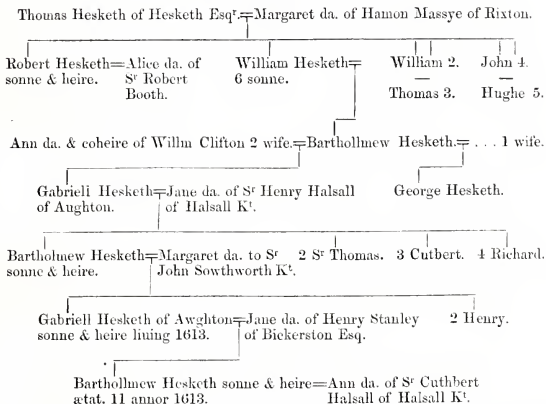 Thomas Hesketh of Hesketh Esqʳ.=Margaret da. of Hamon Massye of Rixton.
Robert Hesketh=Alice da. of William Hesketh= William 2. John 4.
sonne & heire. Sʳ Robert 6 sonne. — —
Booth. Thomas 3. Hughe 5.
Ann da. & coheire of Willm Clifton 2 wife.=Barthollmew Hesketh.= . . . 1 wife.
Gabriell Hesketh=Jane da. of Sʳ Henry Halsall George Hesketh.
of Aughton. of Halsall Kᵗ.
Bartholmew Hesketh=Margaret da. to Sʳ 2 Sʳ Thomas. 3 Cutbert. 4 Richard.
sonne & heire. John Sowthworth Kᵗ.
Gabriell Hesketh of Awghton=Jane da. of Henry Stanley 2 Henry.
sonne & heire liuing 1613. of Bickerston Esq.
Barthollmew Hesketh sonne & heire=Ann da. of Sʳ Cuthbert
ætat. 11 annor 1613. Halsall of Halsall Kᵗ.